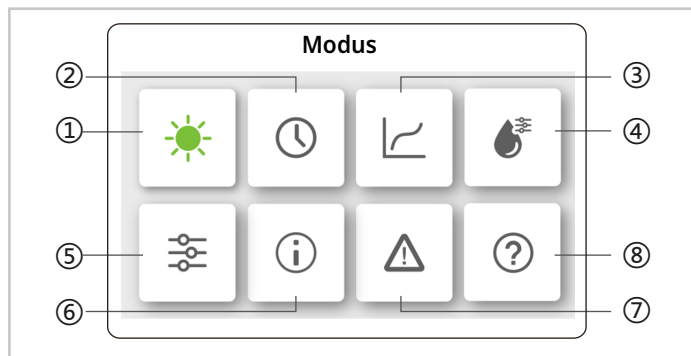 Modus
② ③
① ④
⑤ ⑧
⑥ ⑦